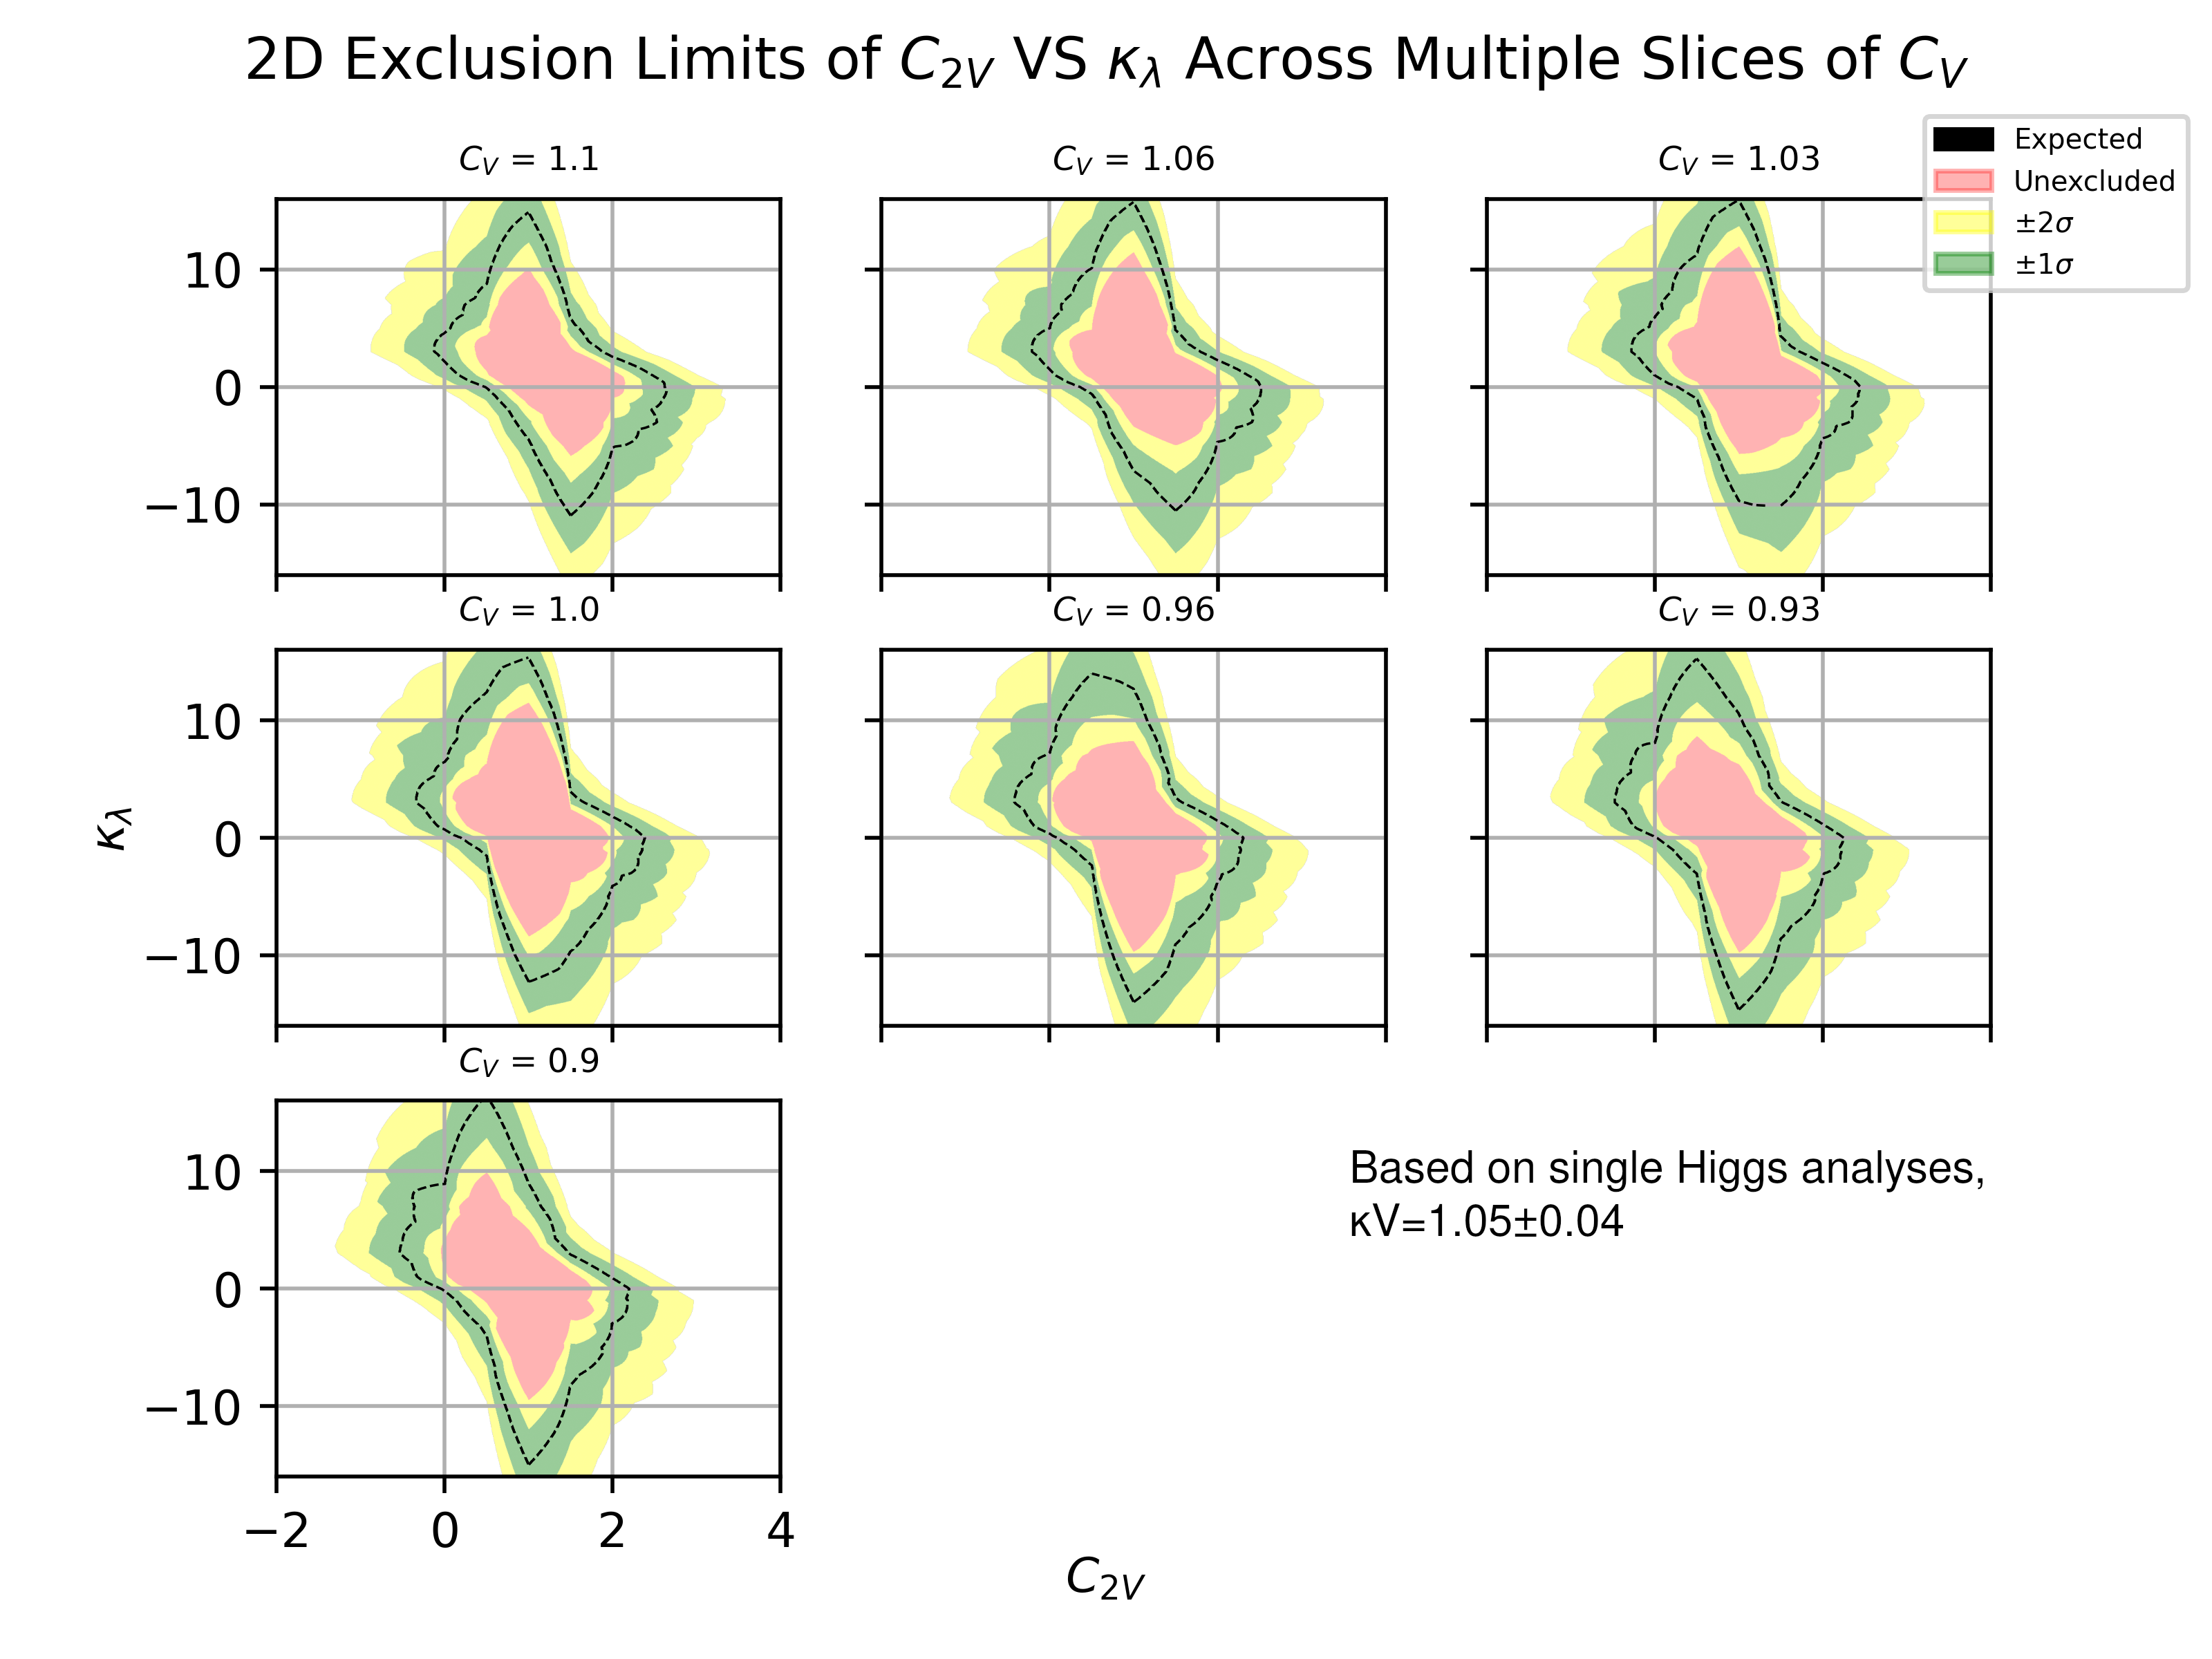 2D Exclusion Limits of C2V VS κλ Across Multiple Slices of CV
Expected
Unexcluded
±2σ
±1σ
CV = 1.1
CV = 1.06
CV = 1.03
10
0
−10
CV = 1.0
CV = 0.96
CV = 0.93
10
0
−10
κλ
CV = 0.9
10
0
−10
−2 0 2 4
Based on single Higgs analyses,
κV=1.05±0.04
C2V